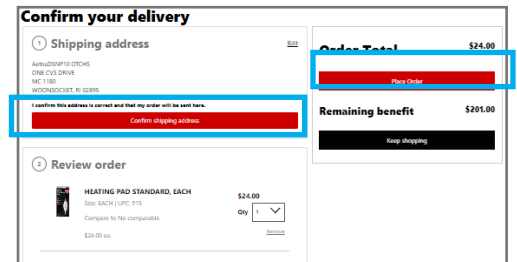 Confirm your delivery
1 Shipping address
Edit
AetnaDSNP10 OTCHS
ONE CVS DRIVE
MC 1180
WOONSOCKET, RI 02895
I confirm this address is correct and that my order will be sent here.
Confirm shipping address
2 Review order
HEATING PAD STANDARD, EACH
Size: EACH | UPC: P15
Compare to No comparable
$24.00 ea.
$24.00
Qty 1
Remove
Order Total $24.00
Place Order
Remaining benefit $201.00
Keep shopping